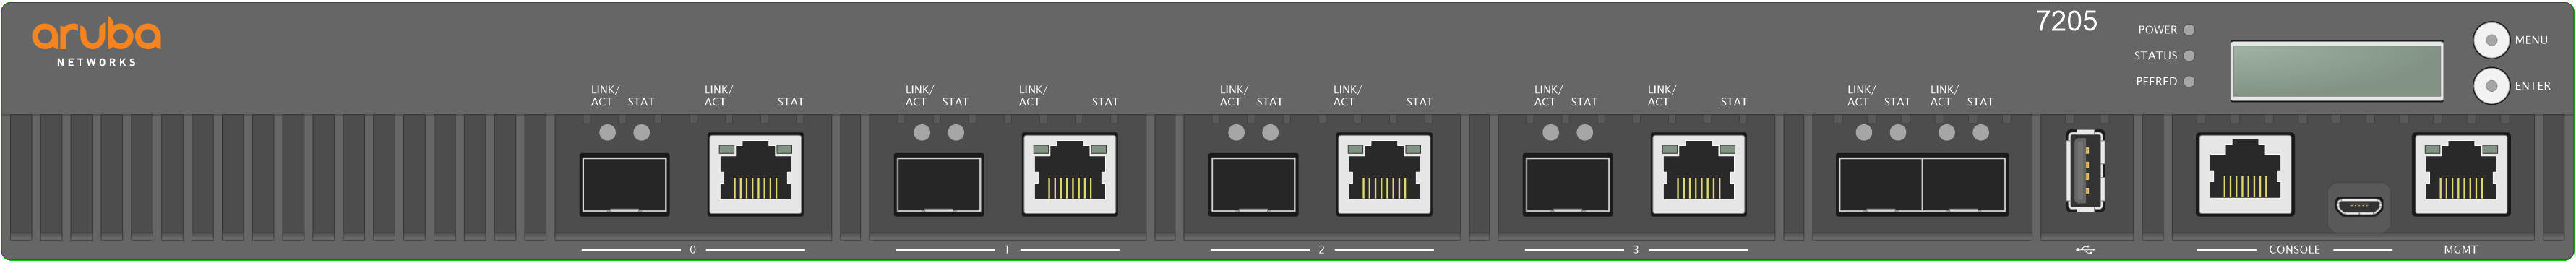 aruba
NETWORKS
7205
POWER
STATUS
PEERED
MENU
ENTER
LINK/
ACT STAT
LINK/
ACT STAT
LINK/
ACT STAT
LINK/
ACT STAT
LINK/
ACT STAT
LINK/
ACT STAT
LINK/
ACT STAT
LINK/
ACT STAT
LINK/
ACT STAT
LINK/
ACT STAT
0
1
2
3
CONSOLE
MGMT